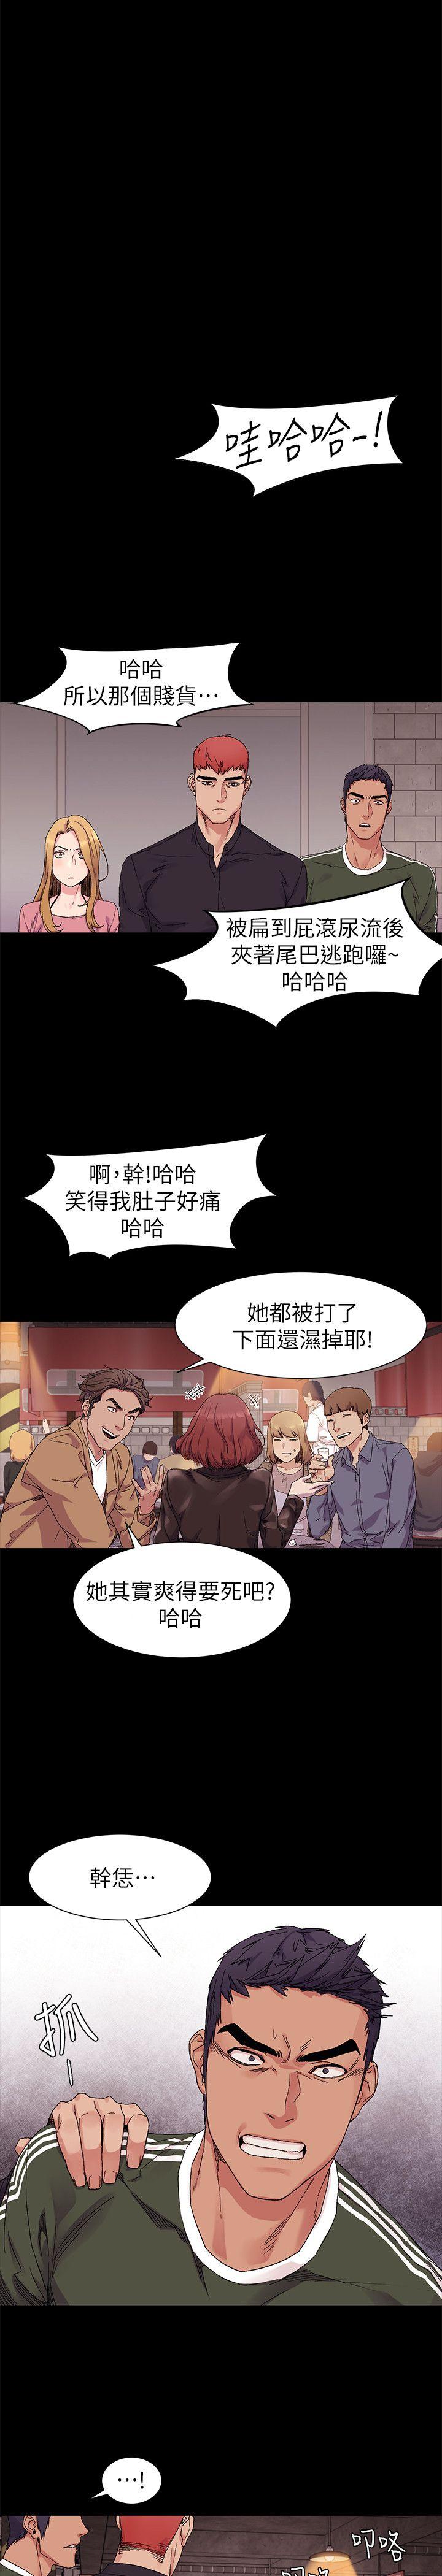 哇哈哈-!
哈哈
所以那個賤貨…
被扁到屁滾尿流後
夾著尾巴逃跑囉~
哈哈哈
啊,幹!哈哈
笑得我肚子好痛
哈哈
她都被打了
下面還濕掉耶!
她其實爽得要死吧?
哈哈
幹恁…
抓
…!
叩咯
叩